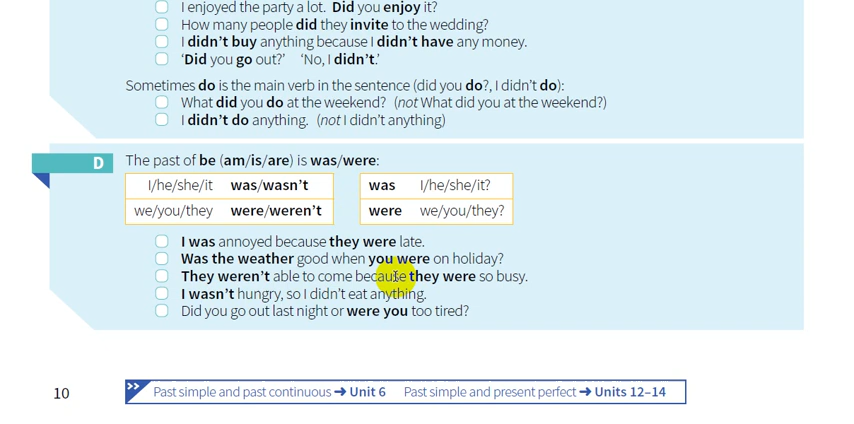 I enjoyed the party a lot. Did you enjoy it?
How many people did they invite to the wedding?
I didn't buy anything because I didn't have any money.
‘Did you go out?’ ‘No, I didn't.’
Sometimes do is the main verb in the sentence (did you do?, I didn't do):
What did you do at the weekend? (not What did you at the weekend?)
I didn't do anything. (not I didn't anything)
D
The past of be (am/is/are) is was/were:
I/he/she/it was/wasn't
we/you/they were/weren't
was I/he/she/it?
were we/you/they?
I was annoyed because they were late.
Was the weather good when you were on holiday?
They weren't able to come because they were so busy.
I wasn't hungry, so I didn't eat anything.
Did you go out last night or were you too tired?
10
>> Past simple and past continuous ➜ Unit 6 Past simple and present perfect ➜ Units 12–14